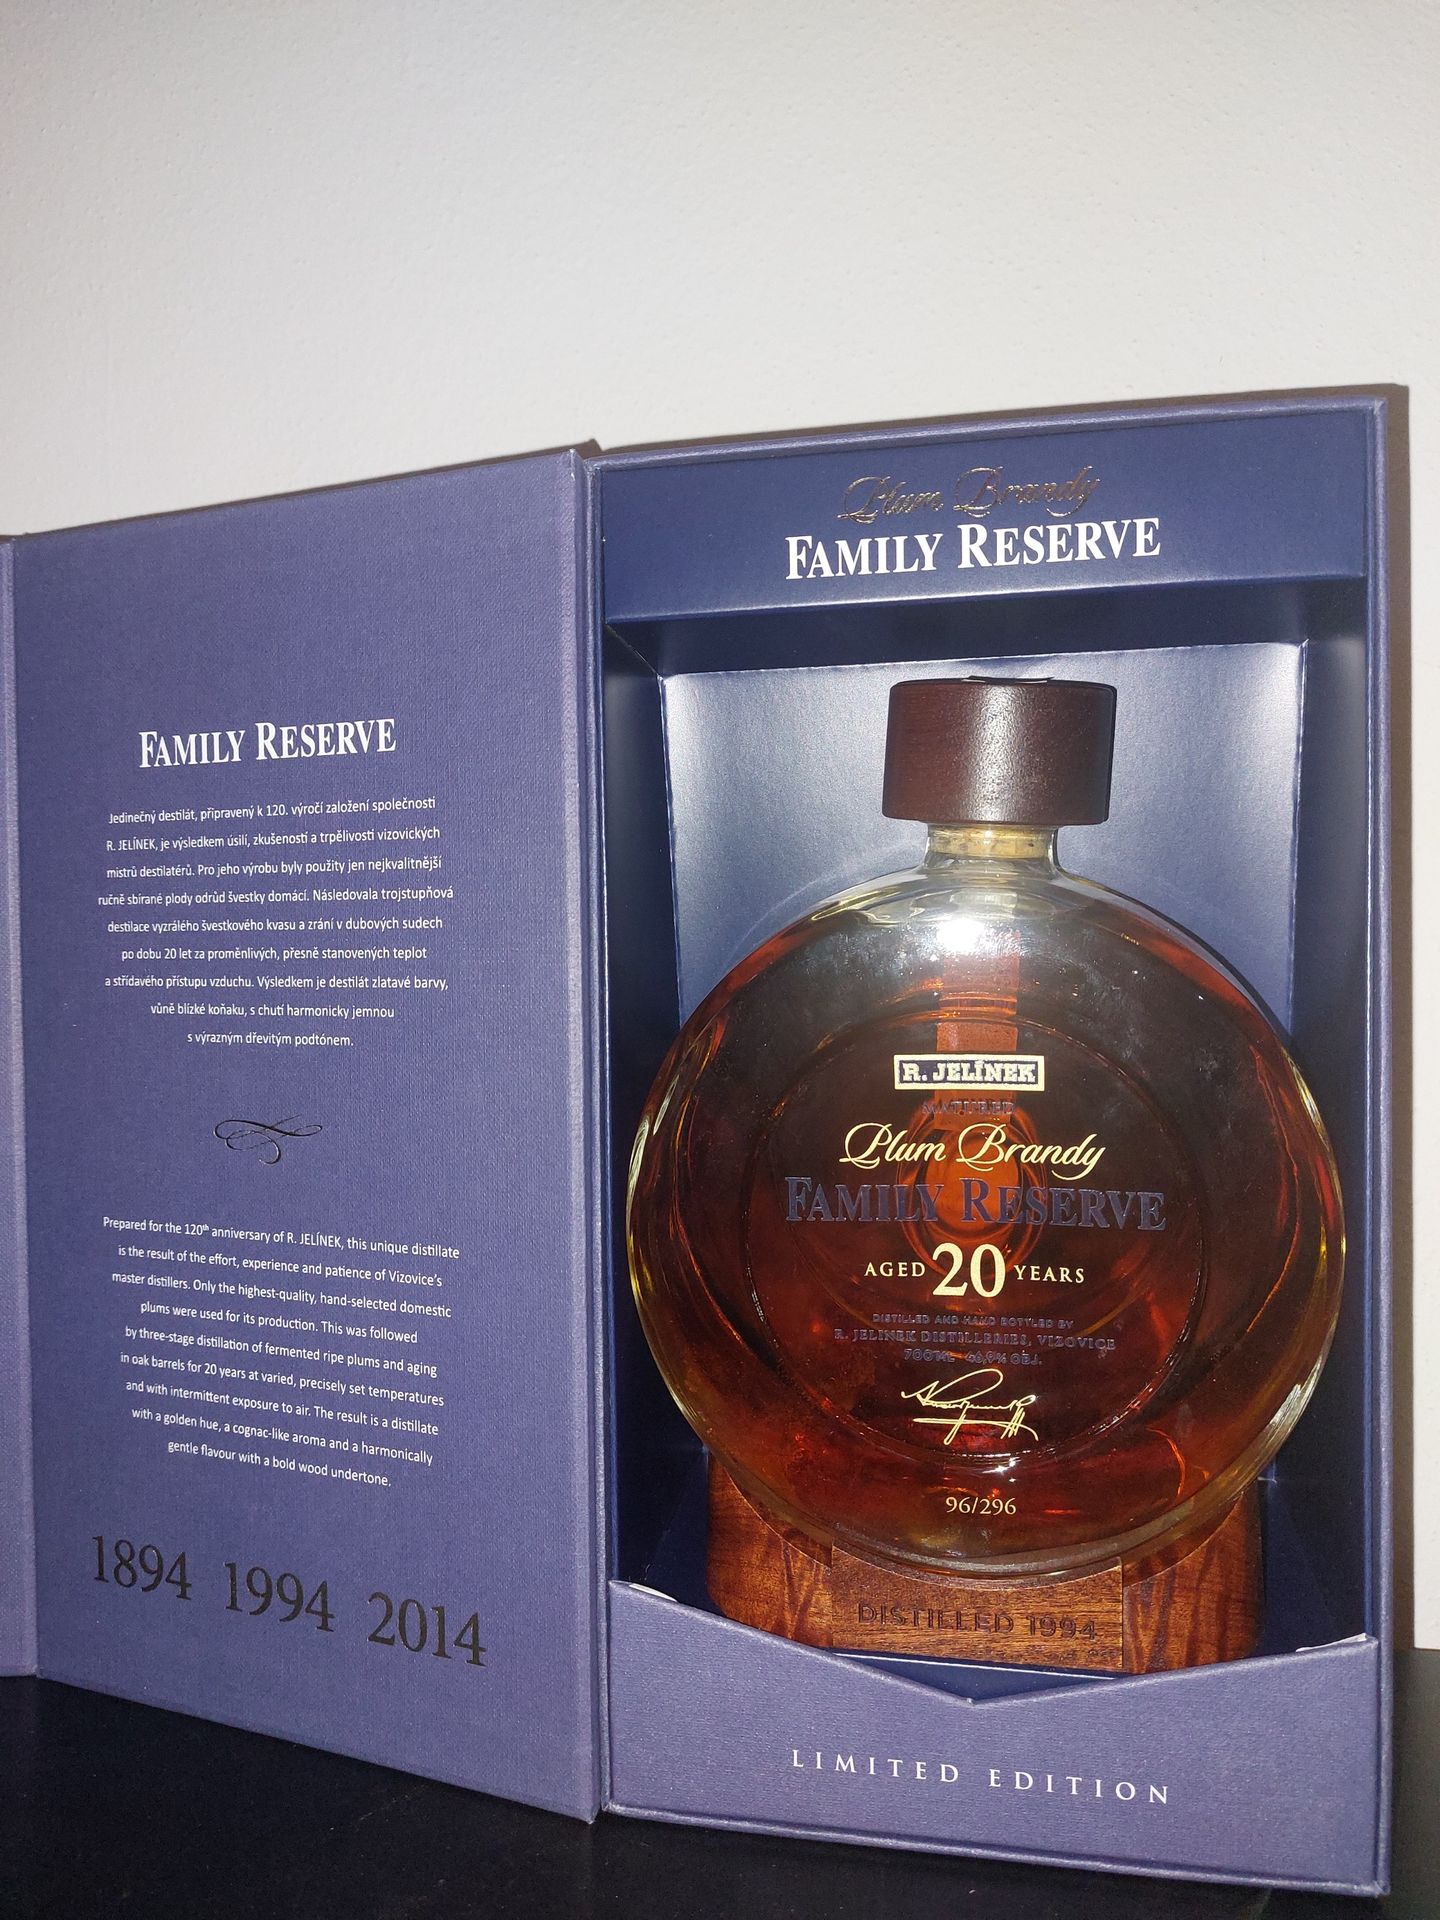 FAMILY RESERVE
Jedinečný destilát, připravený k 120. výročí založení společnosti
R. JELÍNEK, je výsledkem úsilí, zkušeností a trpělivosti vizovických
mistrů destilatérů. Pro jeho výrobu byly použity jen nejkvalitnější
ručně sbírané plody odrůd švestky domácí. Následovala trojstupňová
destilace vyzrálého švestkového kvasu a zrání v dubových sudech
po dobu 20 let za proměnlivých, přesně stanovených teplot
a střídavého přístupu vzduchu. Výsledkem je destilát zlatavé barvy,
vůně blízké koňaku, s chutí harmonicky jemnou
s výrazným dřevitým podtónem.
Prepared for the 120th anniversary of R. JELÍNEK, this unique distillate
is the result of the effort, experience and patience of Vizovice's
master distillers. Only the highest-quality, hand-selected domestic
plums were used for its production. This was followed
by three-stage distillation of fermented ripe plums and aging
in oak barrels for 20 years at varied, precisely set temperatures
and with intermittent exposure to air. The result is a distillate
with a golden hue, a cognac-like aroma and a harmonically
gentle flavour with a bold wood undertone.
1894 1994 2014
Plum Brandy
FAMILY RESERVE
R. JELÍNEK
MATURED
Plum Brandy
FAMILY RESERVE
AGED 20 YEARS
DISTILLED AND HAND BOTTLED BY
R. JELINEK DISTILLERIES, VIZOVICE
700ML 46,9% OBJ.
96/296
DISTILLED 1994
LIMITED EDITION